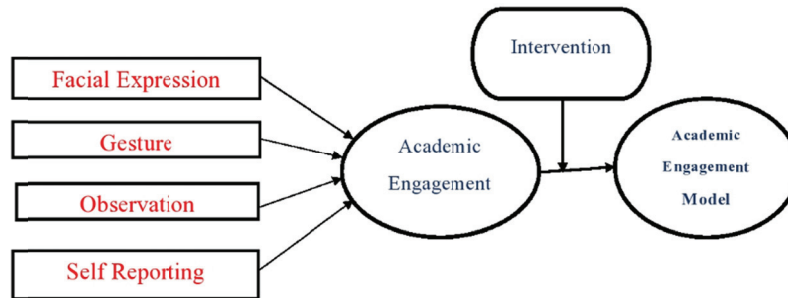 Intervention
Facial Expression
Gesture
Observation
Self Reporting
Academic
Engagement
Academic
Engagement
Model